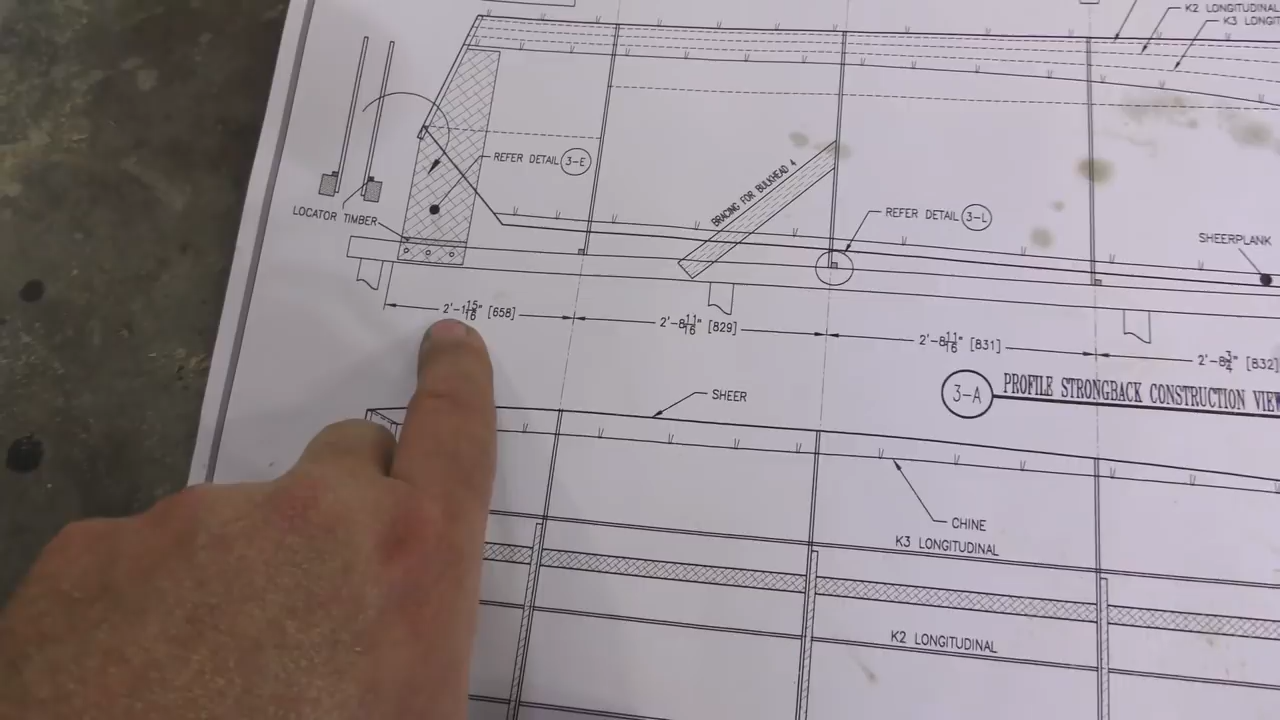 K2 LONGITUDINAL
K3 LONGIT
REFER DETAIL 3-E
BRACING FOR BULKHEAD 4
LOCATOR TIMBER
REFER DETAIL 3-L
SHEERPLANK
2'-1 15/16" [658]
2'-8 11/16" [829]
2'-8 11/16" [831]
2'-8 3/4" [832]
3-A PROFILE STRONGBACK CONSTRUCTION VIEW
SHEER
CHINE
K3 LONGITUDINAL
K2 LONGITUDINAL